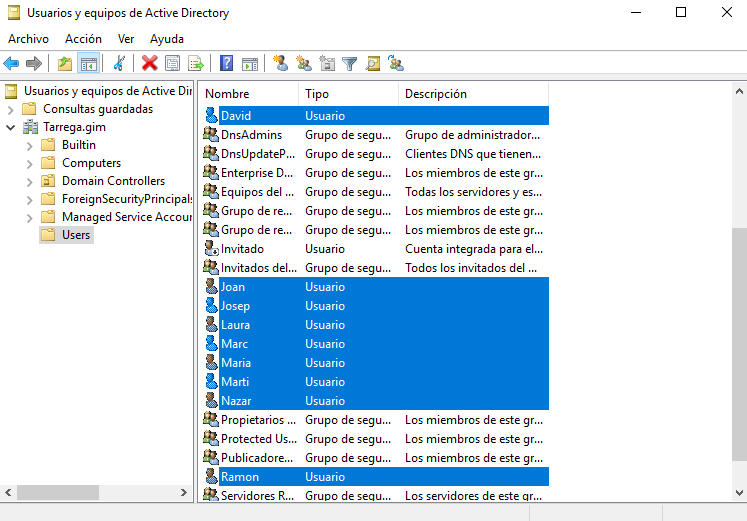 Usuarios y equipos de Active Directory
Archivo Acción Ver Ayuda
Usuarios y equipos de Active Dir
Consultas guardadas
Tarrega.gim
Builtin
Computers
Domain Controllers
ForeignSecurityPrincipals
Managed Service Accour
Users
Nombre Tipo Descripción
David Usuario
DnsAdmins Grupo de segu... Grupo de administrador...
DnsUpdateP... Grupo de segu... Clientes DNS que tienen...
Enterprise D... Grupo de segu... Los miembros de este gr...
Equipos del ... Grupo de segu... Todas los servidores y es...
Grupo de re... Grupo de segu... Los miembros de este gr...
Grupo de re... Grupo de segu... Los miembros de este gr...
Invitado Usuario Cuenta integrada para el...
Invitados del... Grupo de segu... Todos los invitados del ...
Joan Usuario
Josep Usuario
Laura Usuario
Marc Usuario
Maria Usuario
Marti Usuario
Nazar Usuario
Propietarios ... Grupo de segu... Los miembros de este gr...
Protected Us... Grupo de segu... Los miembros de este gr...
Publicadore... Grupo de segu... Los miembros de este gr...
Ramon Usuario
Servidores R... Grupo de segu... Los servidores de este gr...